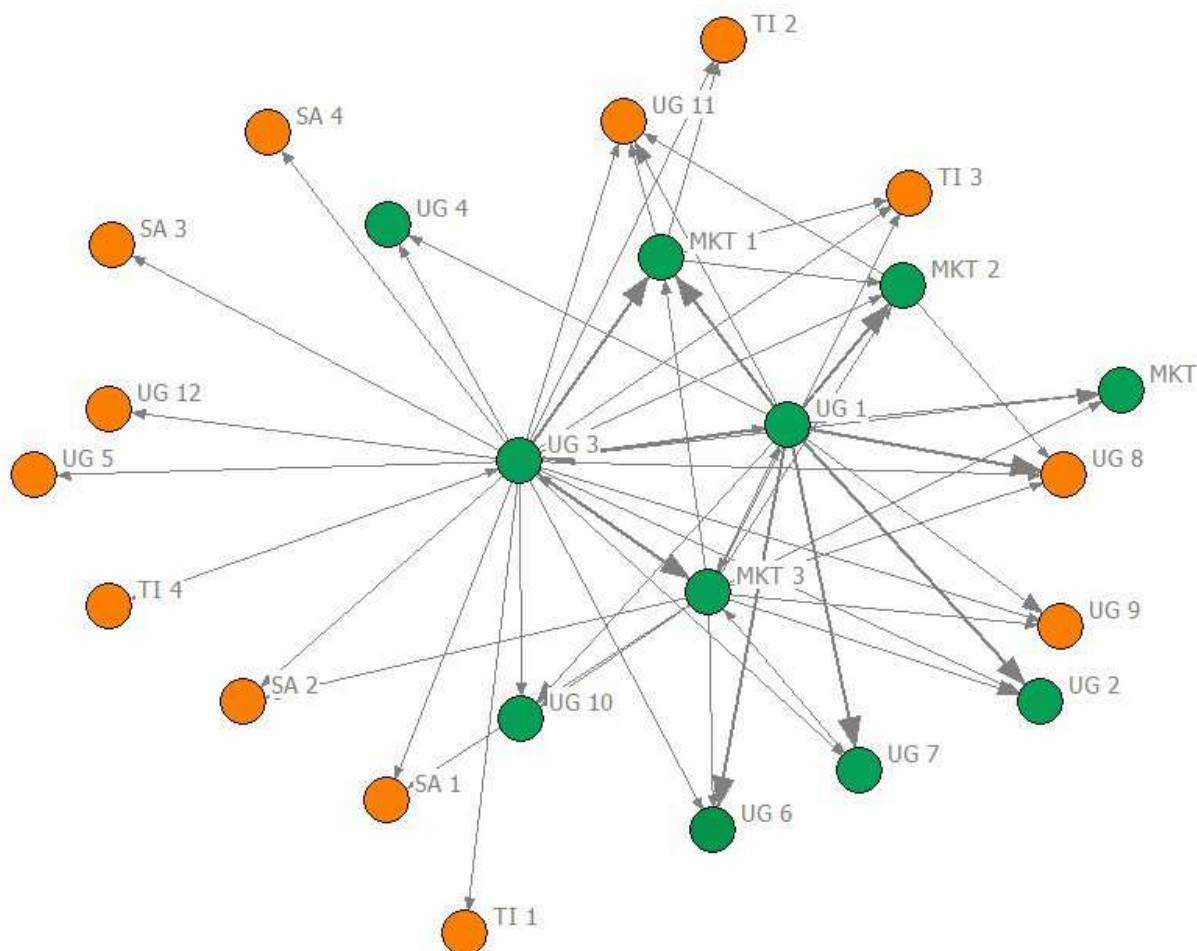 TI 2
UG 11
SA 4
TI 3
UG 4
SA 3
MKT 1
MKT 2
MKT
UG 12
UG 1
UG 3
UG 5
UG 8
MKT 3
TI 4
UG 9
SA 2
UG 2
UG 10
UG 7
SA 1
UG 6
TI 1